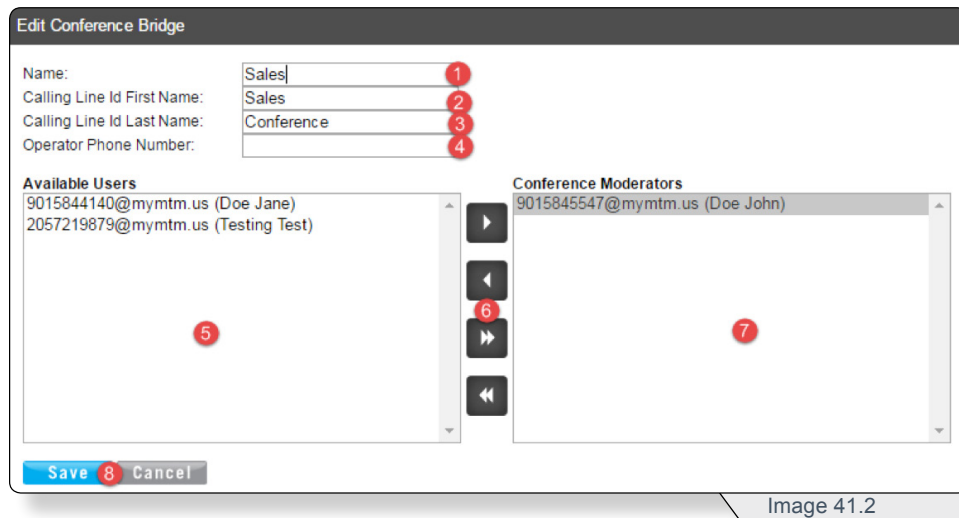 Edit Conference Bridge
Name: Sales 1
Calling Line Id First Name: Sales 2
Calling Line Id Last Name: Conference 3
Operator Phone Number: 4
Available Users
9015844140@mymtm.us (Doe Jane)
2057219879@mymtm.us (Testing Test)
5
6
Conference Moderators
9015845547@mymtm.us (Doe John)
7
Save 8 Cancel
Image 41.2